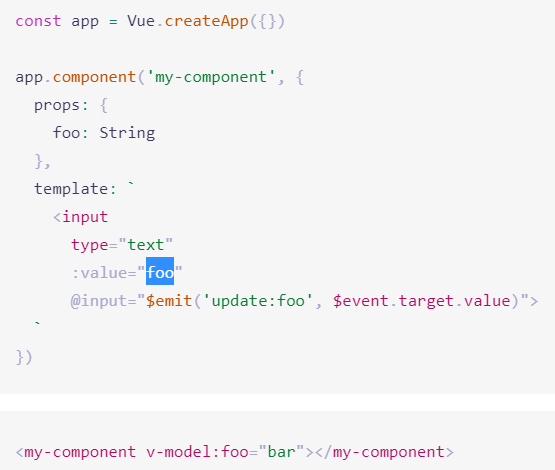 const app = Vue.createApp({})
app.component('my-component', {
props: {
foo: String
},
template: `
<input
type="text"
:value="foo"
@input="$emit('update:foo', $event.target.value)">
`
})
<my-component v-model:foo="bar"></my-component>